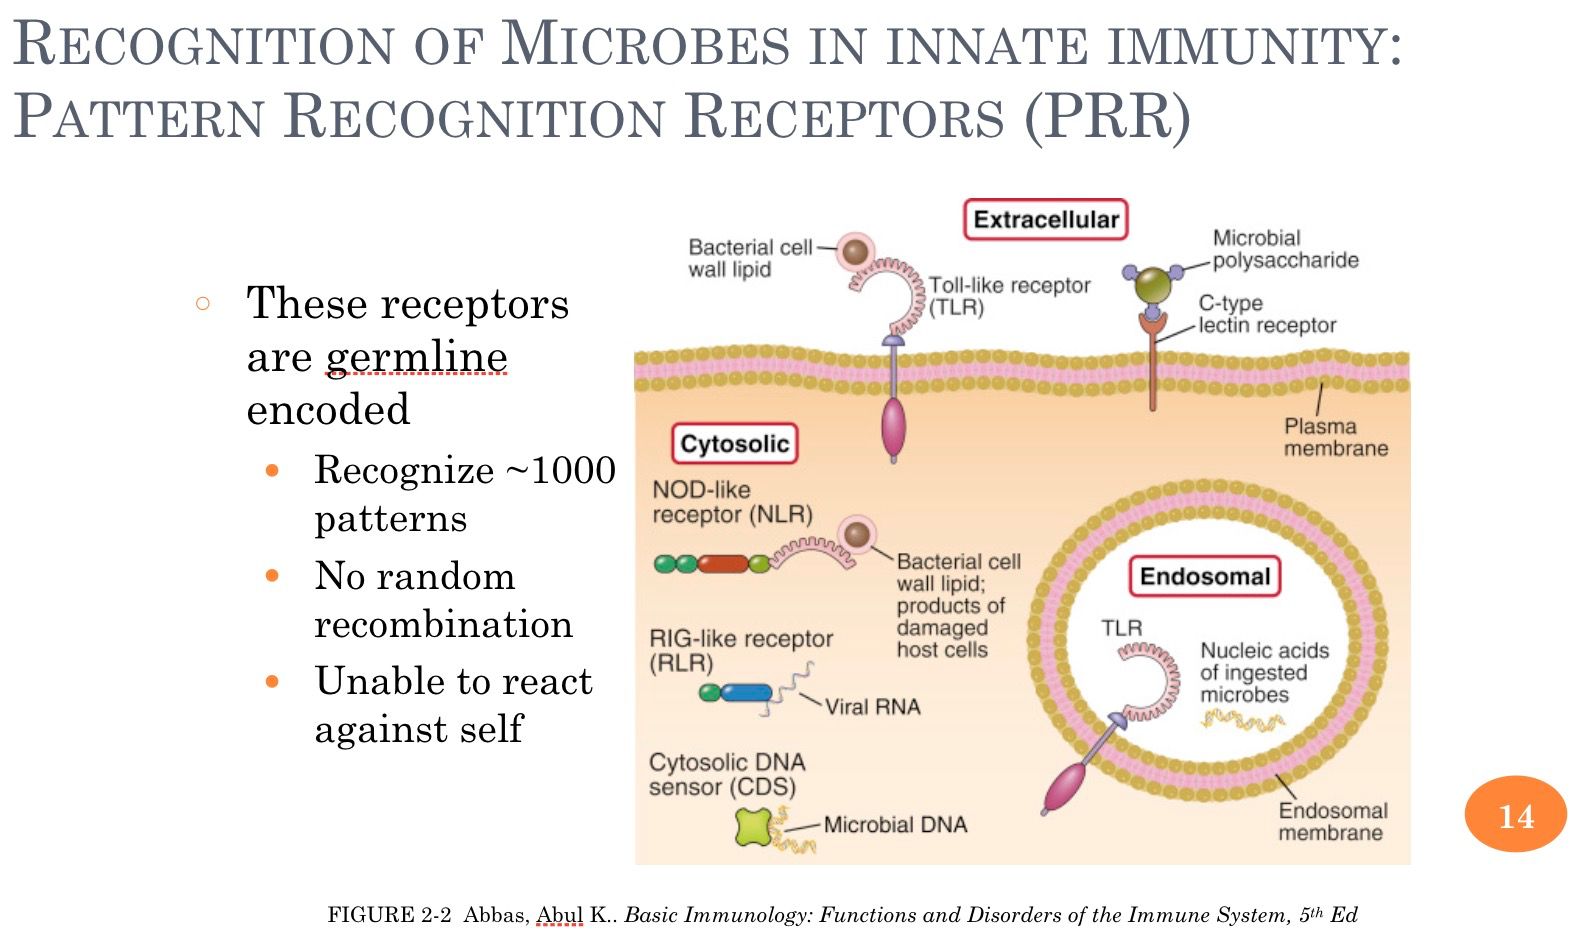 RECOGNITION OF MICROBES IN INNATE IMMUNITY:
PATTERN RECOGNITION RECEPTORS (PRR)
These receptors
are germline
encoded
Recognize ~1000
patterns
No random
recombination
Unable to react
against self
Extracellular
Bacterial cell
wall lipid
Toll-like receptor
(TLR)
Microbial
polysaccharide
C-type
lectin receptor
Plasma
membrane
Cytosolic
NOD-like
receptor (NLR)
Bacterial cell
wall lipid;
products of
damaged
host cells
RIG-like receptor
(RLR)
Viral RNA
Cytosolic DNA
sensor (CDS)
Microbial DNA
Endosomal
TLR
Nucleic acids
of ingested
microbes
Endosomal
membrane
14
FIGURE 2-2 Abbas, Abul K.. Basic Immunology: Functions and Disorders of the Immune System, 5th Ed